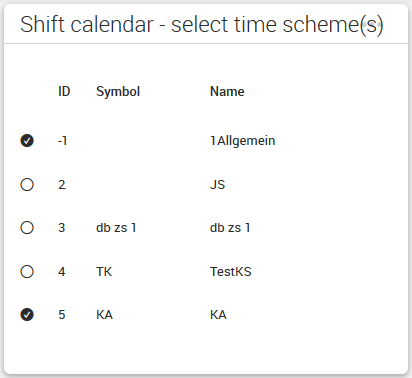 Shift calendar - select time scheme(s)
ID Symbol Name
-1 1Allgemein
2 JS
3 db zs 1 db zs 1
4 TK TestKS
5 KA KA